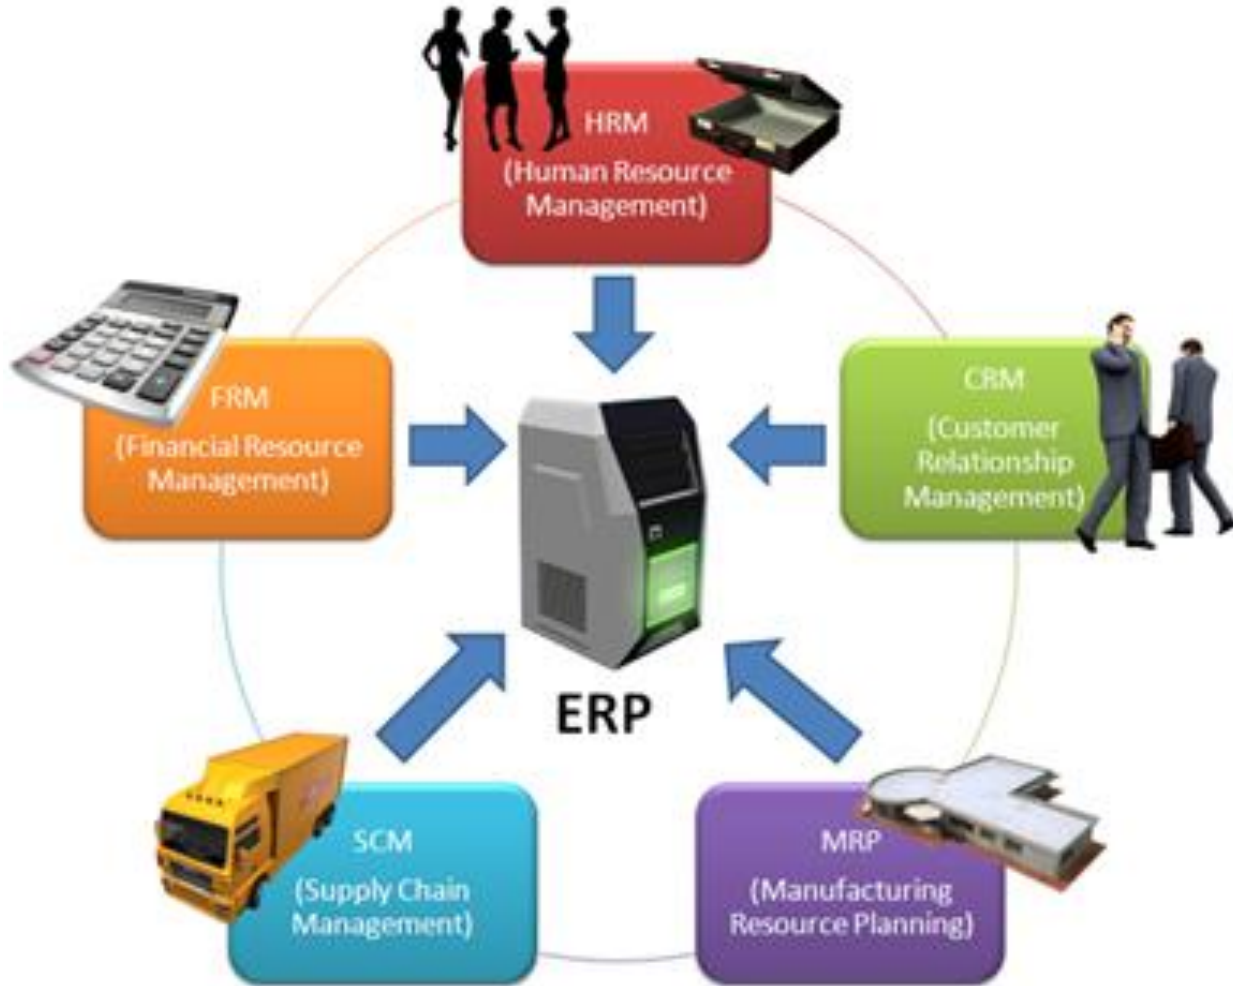 HRM
(Human Resource
Management)
FRM
(Financial Resource
Management)
CRM
(Customer
Relationship
Management)
ERP
SCM
(Supply Chain
Management)
MRP
(Manufacturing
Resource Planning)